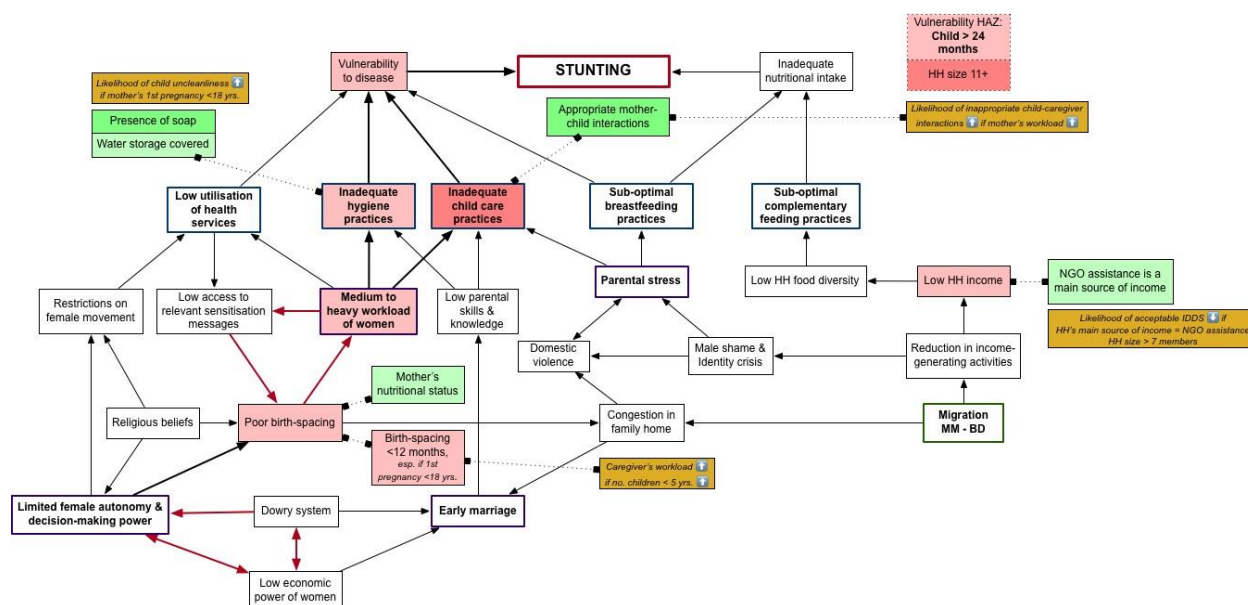 Vulnerability HAZ:
Child > 24
months
HH size 11+
Vulnerability
to disease
STUNTING
Inadequate
nutritional intake
Likelihood of child uncleanliness ⬆
if mother's 1st pregnancy <18 yrs.
Presence of soap
Water storage covered
Appropriate mother-
child interactions
Likelihood of inappropriate child-caregiver
interactions ⬆ if mother's workload ⬆
Low utilisation
of health
services
Inadequate
hygiene
practices
Inadequate
child care
practices
Sub-optimal
breastfeeding
practices
Sub-optimal
complementary
feeding practices
Restrictions on
female movement
Low access to
relevant sensitisation
messages
Medium to
heavy workload
of women
Low parental
skills &
knowledge
Parental stress
Low HH food diversity
Low HH income
NGO assistance is a
main source of income
Likelihood of acceptable IDDS ⬇ if
HH's main source of income = NGO assistance
HH size > 7 members
Domestic
violence
Male shame &
Identity crisis
Reduction in income-
generating activities
Mother's
nutritional status
Religious beliefs
Poor birth-spacing
Congestion in
family home
Migration
MM - BD
Birth-spacing
<12 months,
esp. if 1st
pregnancy <18 yrs.
Caregiver's workload ⬆
if no. children < 5 yrs. ⬆
Limited female autonomy &
decision-making power
Dowry system
Early marriage
Low economic
power of women